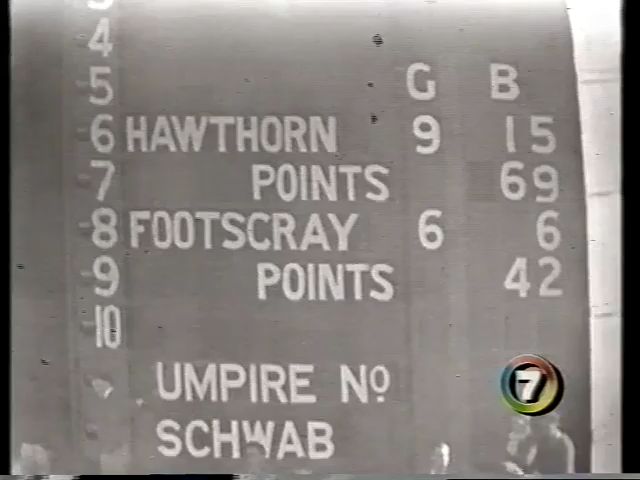 4
5 G B
6 HAWTHORN 9 15
7 POINTS 69
8 FOOTSCRAY 6 6
9 POINTS 42
10
UMPIRE Nº
SCHWAB
7